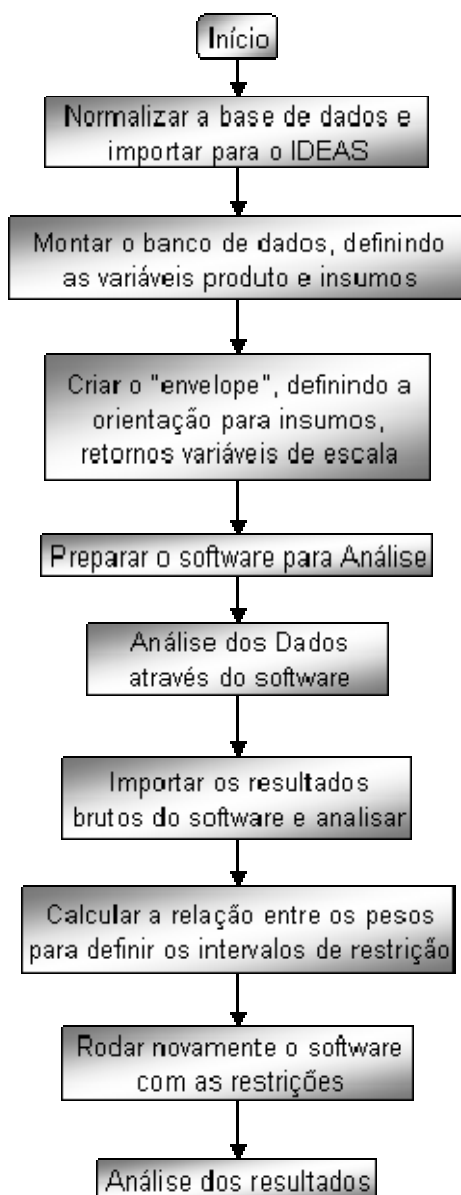 Início
Normalizar a base de dados e
importar para o IDEAS
Montar o banco de dados, definindo
as variáveis produto e insumos
Criar o "envelope", definindo a
orientação para insumos,
retornos variáveis de escala
Preparar o software para Análise
Análise dos Dados
através do software
Importar os resultados
brutos do software e analisar
Calcular a relação entre os pesos
para definir os intervalos de restrição
Rodar novamente o software
com as restrições
Análise dos resultados